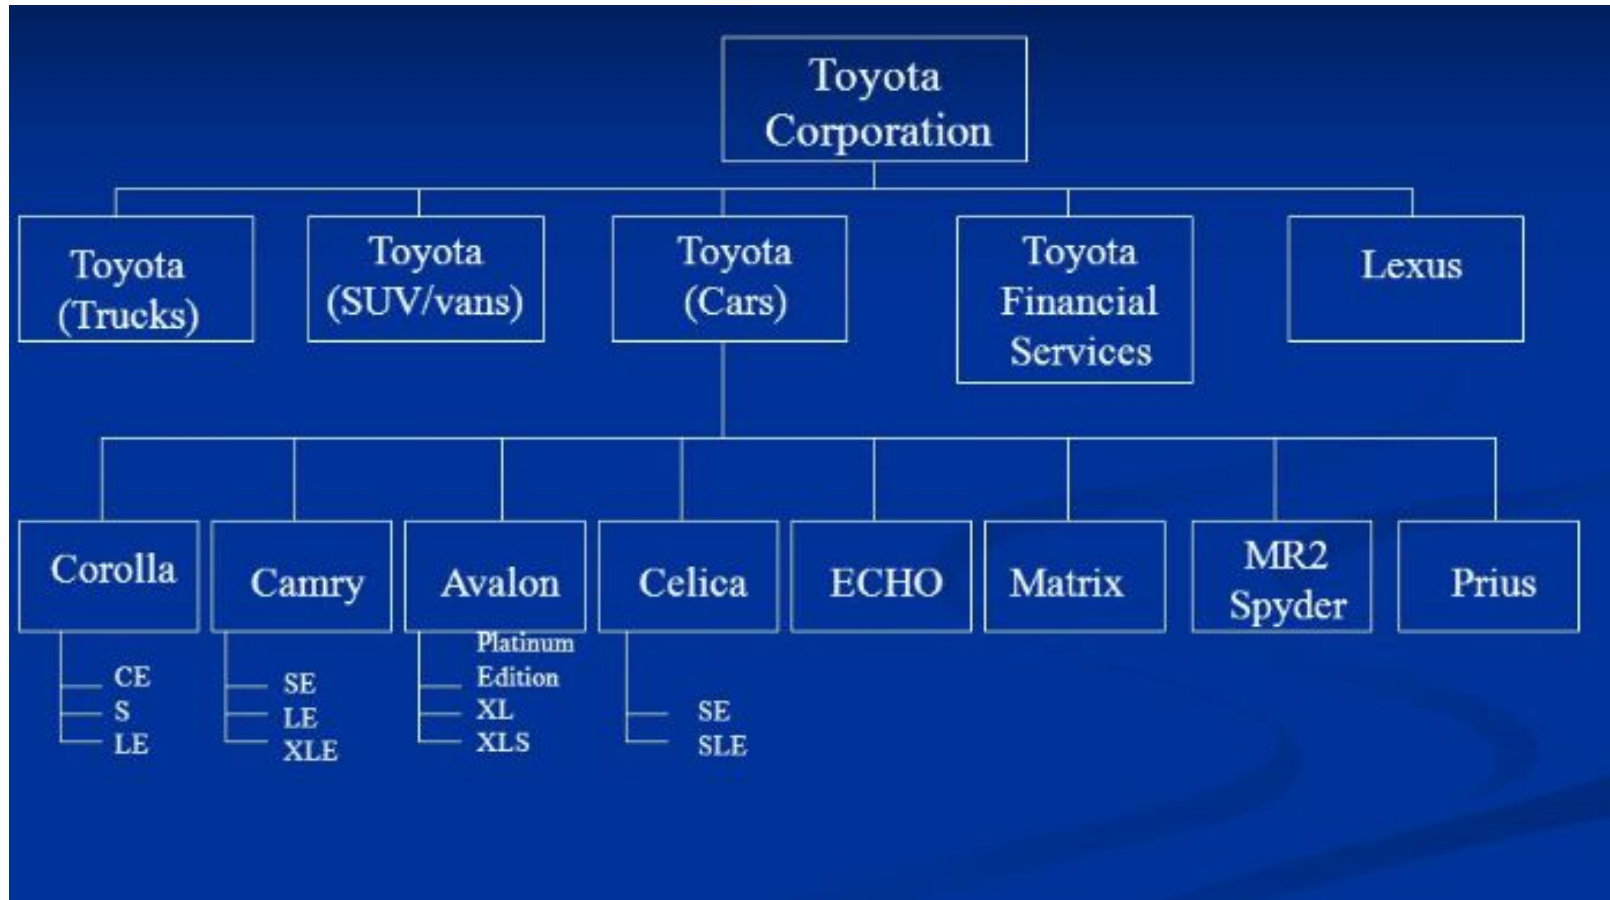 Toyota
Corporation
Toyota
(Trucks)
Toyota
(SUV/vans)
Toyota
(Cars)
Toyota
Financial
Services
Lexus
Corolla
Camry
Avalon
Celica
ECHO
Matrix
MR2
Spyder
Prius
CE
S
LE
SE
LE
XLE
Platinum
Edition
XL
XLS
SE
SLE